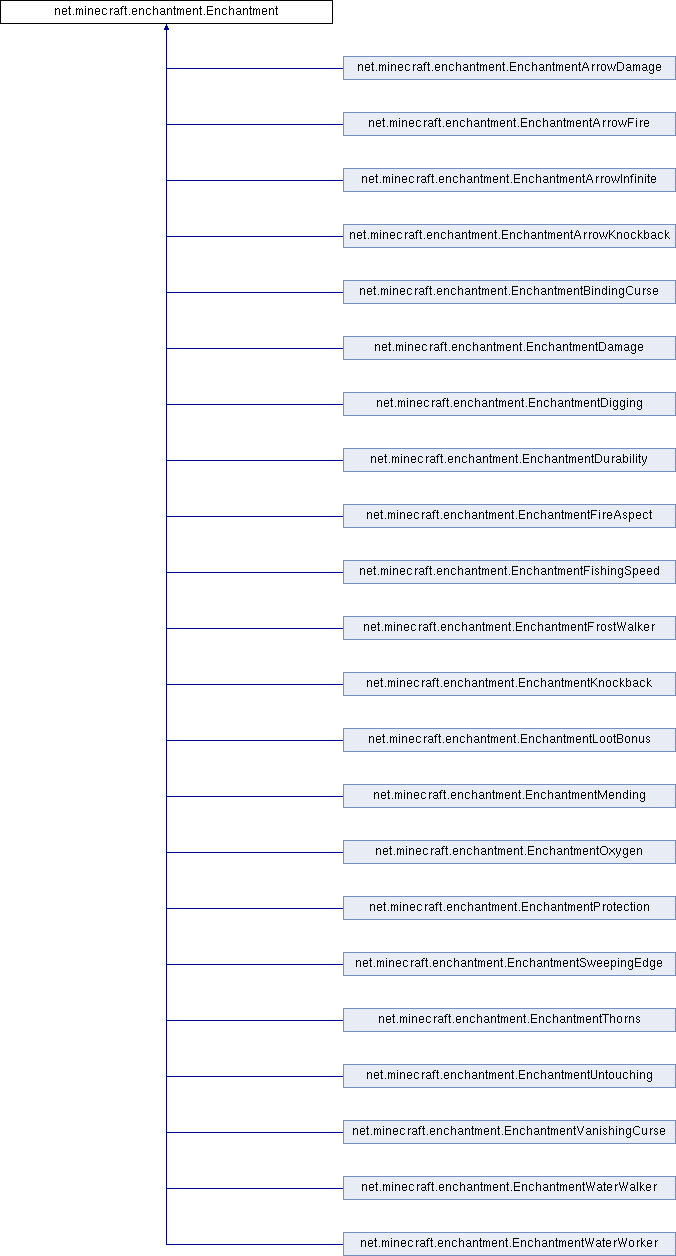 net.minecraft.enchantment.Enchantment
net.minecraft.enchantment.EnchantmentArrowDamage
net.minecraft.enchantment.EnchantmentArrowFire
net.minecraft.enchantment.EnchantmentArrowInfinite
net.minecraft.enchantment.EnchantmentArrowKnockback
net.minecraft.enchantment.EnchantmentBindingCurse
net.minecraft.enchantment.EnchantmentDamage
net.minecraft.enchantment.EnchantmentDigging
net.minecraft.enchantment.EnchantmentDurability
net.minecraft.enchantment.EnchantmentFireAspect
net.minecraft.enchantment.EnchantmentFishingSpeed
net.minecraft.enchantment.EnchantmentFrostWalker
net.minecraft.enchantment.EnchantmentKnockback
net.minecraft.enchantment.EnchantmentLootBonus
net.minecraft.enchantment.EnchantmentMending
net.minecraft.enchantment.EnchantmentOxygen
net.minecraft.enchantment.EnchantmentProtection
net.minecraft.enchantment.EnchantmentSweepingEdge
net.minecraft.enchantment.EnchantmentThorns
net.minecraft.enchantment.EnchantmentUntouching
net.minecraft.enchantment.EnchantmentVanishingCurse
net.minecraft.enchantment.EnchantmentWaterWalker
net.minecraft.enchantment.EnchantmentWaterWorker